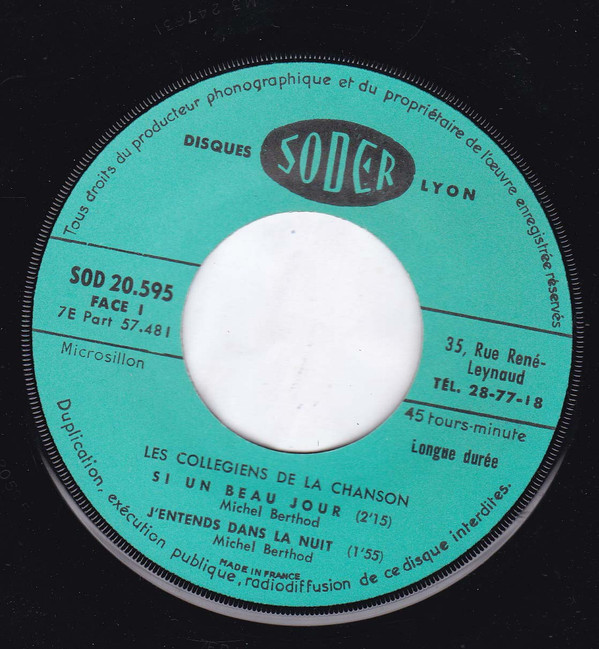 Tous droits du producteur phonographique et du propriétaire de l'œuvre enregistrée réservés
DISQUES SODER LYON
SOD 20.595
FACE I
7E Part 57.481
Microsillon
35, Rue René-
Leynaud
TÉL. 28-77-18
45 tours-minute
Longue durée
LES COLLEGIENS DE LA CHANSON
SI UN BEAU JOUR (2'15)
Michel Berthod
J'ENTENDS DANS LA NUIT (1'55)
Michel Berthod
MADE IN FRANCE
Duplication, exécution publique, radiodiffusion de ce disque interdites.